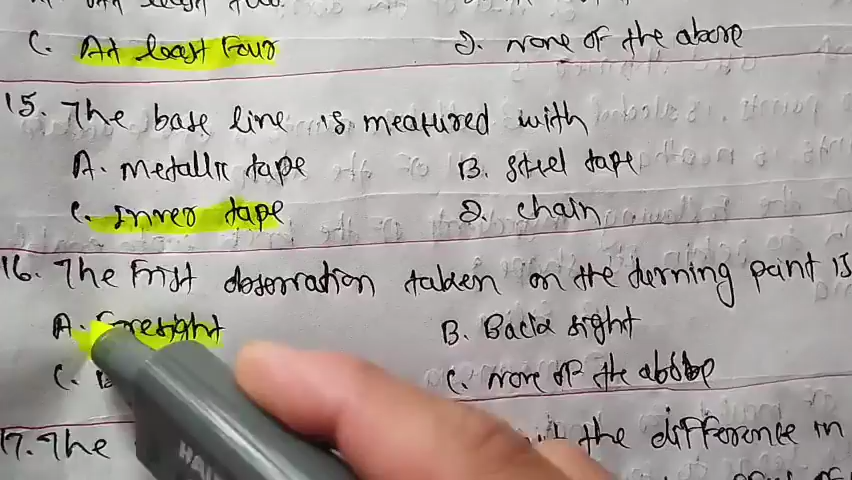 C. At least Four D. none of the above
15. The base line is meatured with
A. metallic tape B. steel tape
C. Inner tape D. chain
16. The First observation taken on the turning point is
A. Foresight B. Back sight
C. C. none of the above
17. The the difference in